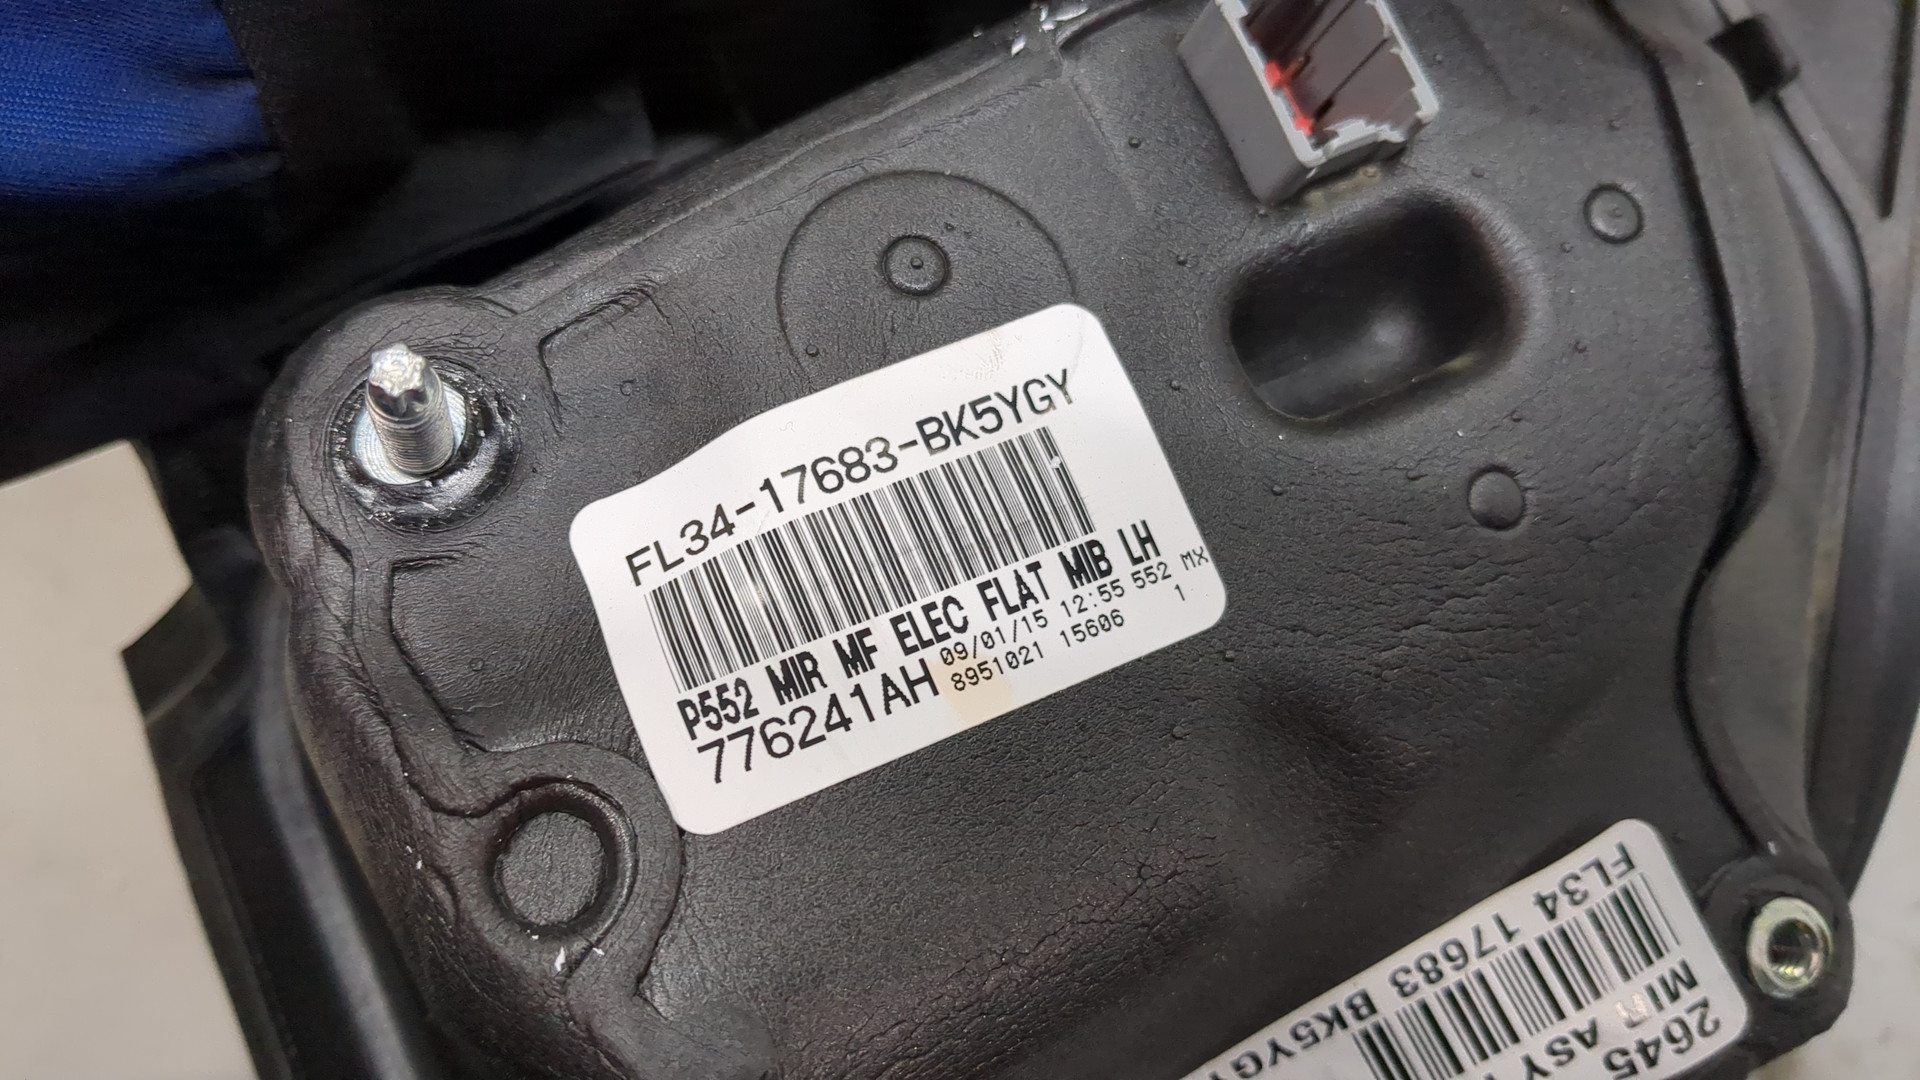 FL34-17683-BK5YGY
P552 MIR MF ELEC FLAT MIB LH
776241AH 09/01/15 12:55 552 MX
8951021 15606 1
FL34 17683 BK5YG
MIR ASY
2645